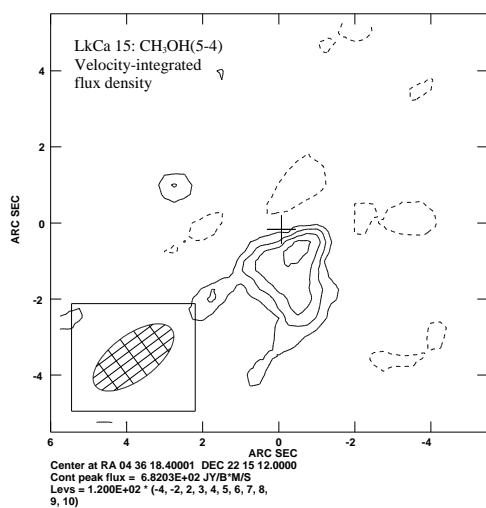 LkCa 15: CH₃OH(5-4)
Velocity-integrated
flux density
ARC SEC
4
2
0
-2
-4
6 4 2 0 -2 -4
ARC SEC
Center at RA 04 36 18.40001 DEC 22 15 12.0000
Cont peak flux = 6.8203E+02 JY/B*M/S
Levs = 1.200E+02 * (-4, -2, 2, 3, 4, 5, 6, 7, 8,
9, 10)